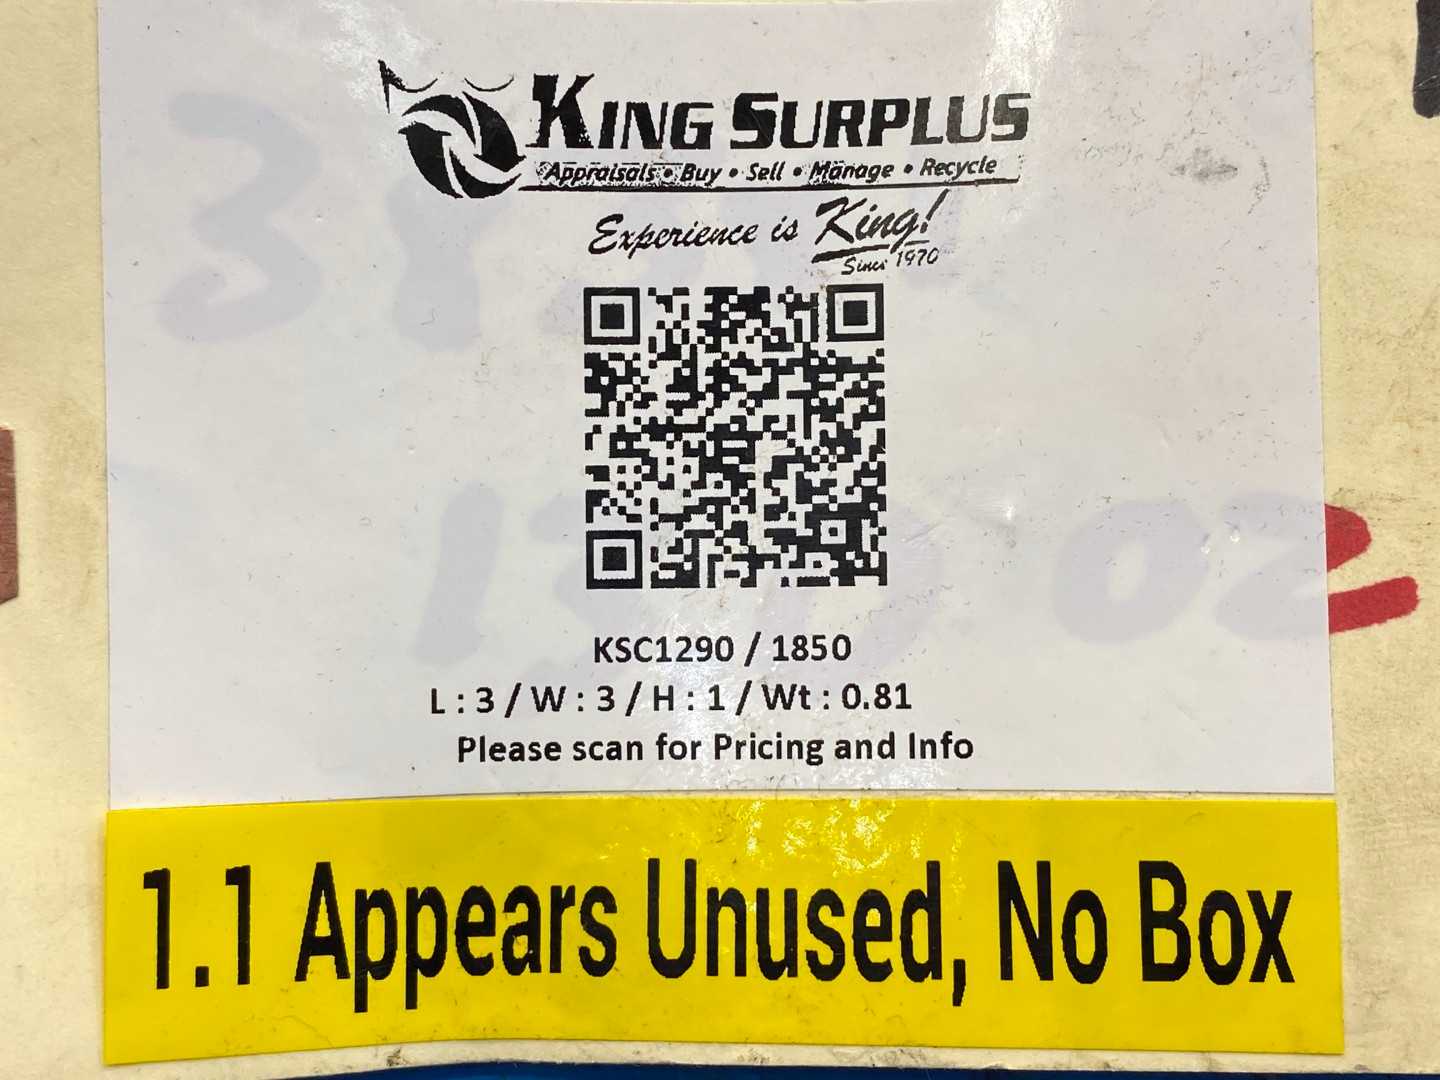 KING SURPLUS
Appraisals • Buy • Sell • Manage • Recycle
Experience is King!
Since 1970
KSC1290 / 1850
L : 3 / W : 3 / H : 1 / Wt : 0.81
Please scan for Pricing and Info
1.1 Appears Unused, No Box